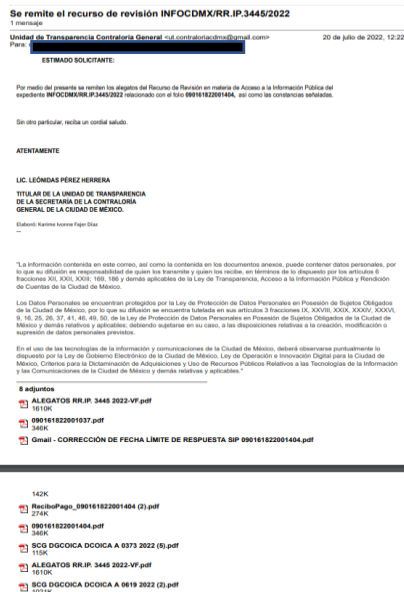 Se remite el recurso de revisión INFOCDMX/RR.IP.3445/2022
1 mensaje
Unidad de Transparencia Contraloría General <ut.contraloriacdmx@gmail.com> 20 de julio de 2022, 12:22
Para:
ESTIMADO SOLICITANTE:
Por medio del presente se remiten los alegatos del Recurso de Revisión en materia de Acceso a la Información Pública del
expediente INFOCDMX/RR.IP.3445/2022 relacionado con el folio 090161822001404, así como las constancias señaladas.
Sin otro particular, reciba un cordial saludo.
ATENTAMENTE
LIC. LEÓNIDAS PÉREZ HERRERA
TITULAR DE LA UNIDAD DE TRANSPARENCIA
DE LA SECRETARÍA DE LA CONTRALORÍA
GENERAL DE LA CIUDAD DE MÉXICO.
Elaboró: Karime Ivonne Fajer Díaz
--
"La información contenida en este correo, así como la contenida en los documentos anexos, puede contener datos personales, por
lo que su difusión es responsabilidad de quien los transmite y quien los recibe, en términos de lo dispuesto por los artículos 6
fracciones XII, XXII, XXIII; 169, 186 y demás aplicables de la Ley de Transparencia, Acceso a la Información Pública y Rendición
de Cuentas de la Ciudad de México.
Los Datos Personales se encuentran protegidos por la Ley de Protección de Datos Personales en Posesión de Sujetos Obligados
de la Ciudad de México, por lo que su difusión se encuentra tutelada en sus artículos 3 fracciones IX, XXVIII, XXIX, XXXIV, XXXVI,
9, 16, 25, 26, 37, 41, 46, 49, 50, de la Ley de Protección de Datos Personales en Posesión de Sujetos Obligados de la Ciudad de
México y demás relativos y aplicables; debiendo sujetarse en su caso, a las disposiciones relativas a la creación, modificación o
supresión de datos personales previstos.
En el uso de las tecnologías de la información y comunicaciones de la Ciudad de México, deberá observarse puntualmente lo
dispuesto por la Ley de Gobierno Electrónico de la Ciudad de México, Ley de Operación e Innovación Digital para la Ciudad de
México, Criterios para la Dictaminación de Adquisiciones y Uso de Recursos Públicos Relativos a las Tecnologías de la Información
y las Comunicaciones de la Ciudad de México y demás relativas y aplicables."
8 adjuntos
ALEGATOS RR.IP. 3445 2022-VF.pdf
1610K
090161822001037.pdf
346K
Gmail - CORRECCIÓN DE FECHA LÍMITE DE RESPUESTA SIP 090161822001404.pdf
142K
ReciboPago_090161822001404 (2).pdf
274K
090161822001404.pdf
346K
SCG DGCOICA DCOICA A 0373 2022 (5).pdf
115K
ALEGATOS RR.IP. 3445 2022-VF.pdf
1610K
SCG DGCOICA DCOICA A 0619 2022 (2).pdf